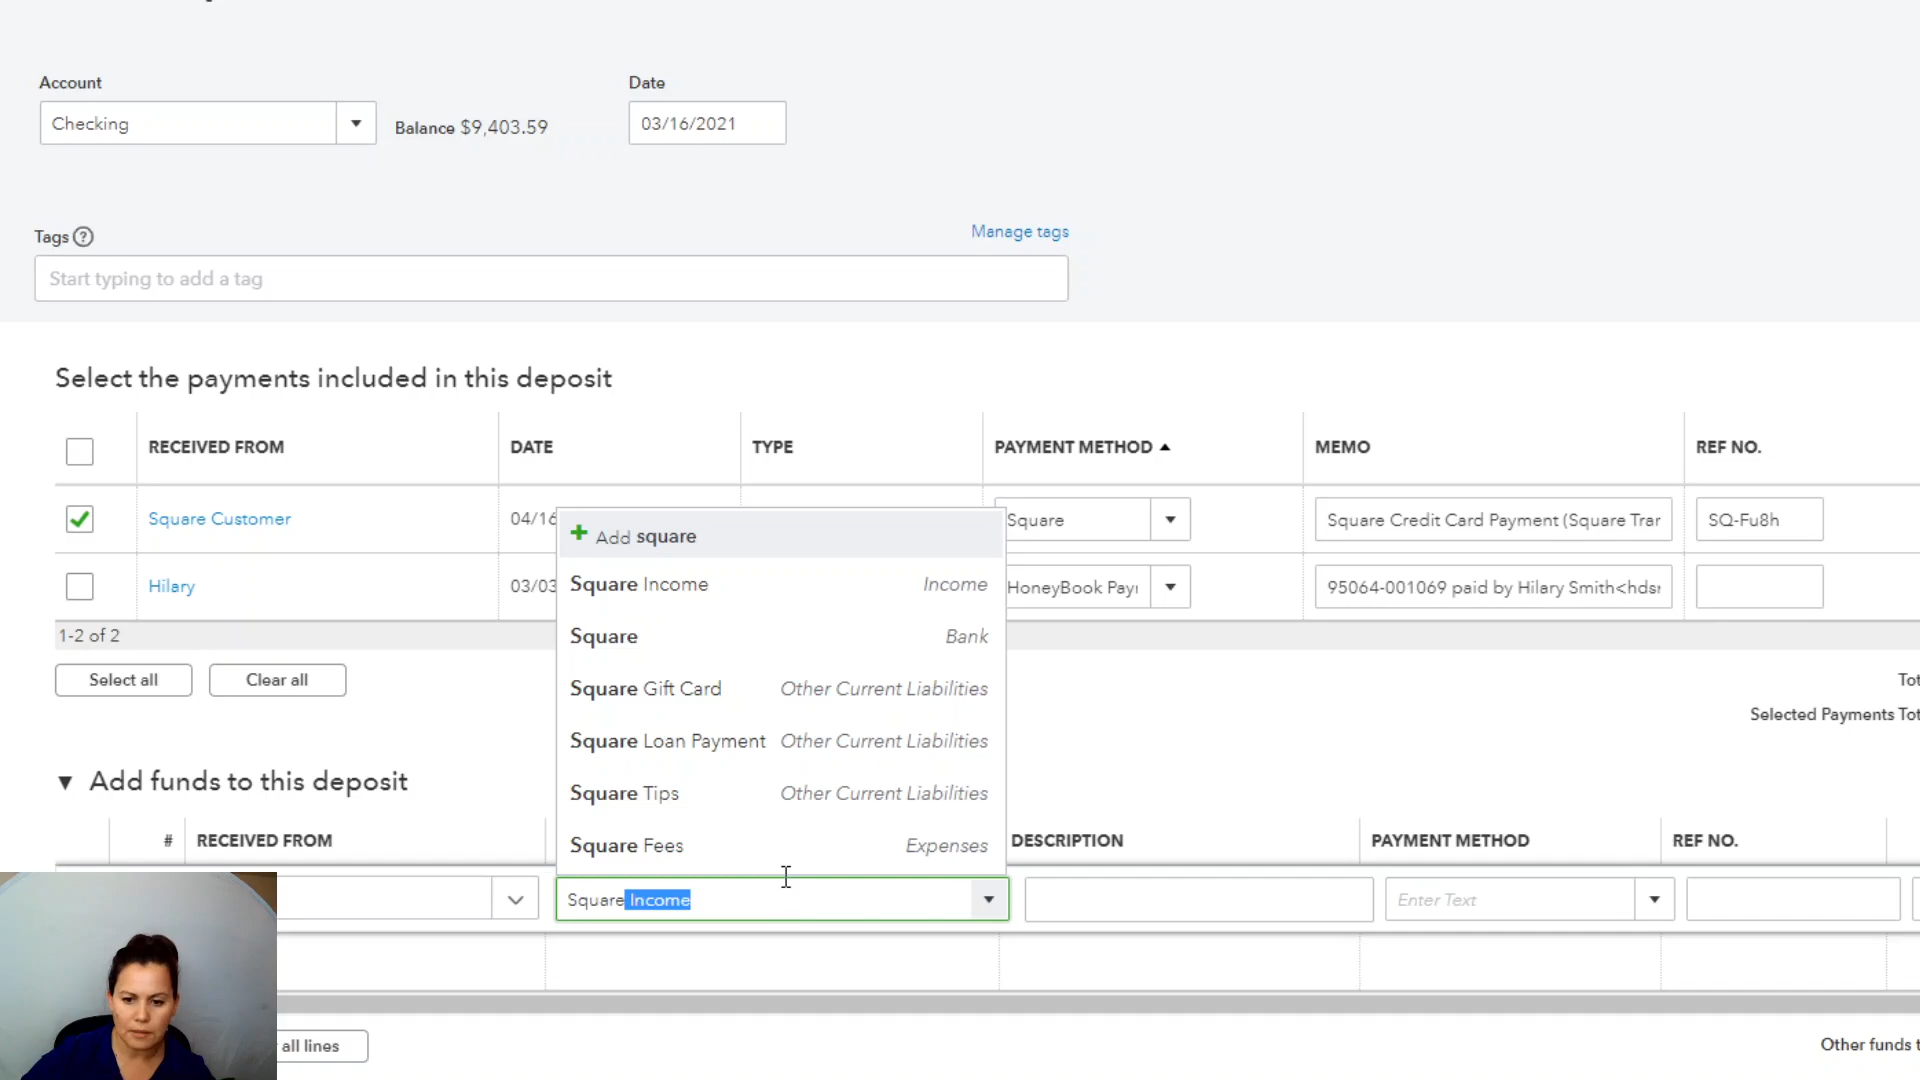 Account
Date
Checking
Balance $9,403.59
03/16/2021
Tags ?
Manage tags
Start typing to add a tag
Select the payments included in this deposit
RECEIVED FROM DATE TYPE PAYMENT METHOD MEMO REF NO.
Square Customer 04/16 Square Square Credit Card Payment (Square Trar SQ-Fu8h
Hilary 03/03 HoneyBook Payı 95064-001069 paid by Hilary Smith<hdsı
1-2 of 2
Select all
Clear all
Tot
Selected Payments Tot
Add square
Square Income Income
Square Bank
Square Gift Card Other Current Liabilities
Square Loan Payment Other Current Liabilities
Square Tips Other Current Liabilities
Square Fees Expenses
Add funds to this deposit
# RECEIVED FROM DESCRIPTION PAYMENT METHOD REF NO.
Square Income
Enter Text
all lines
Other funds t